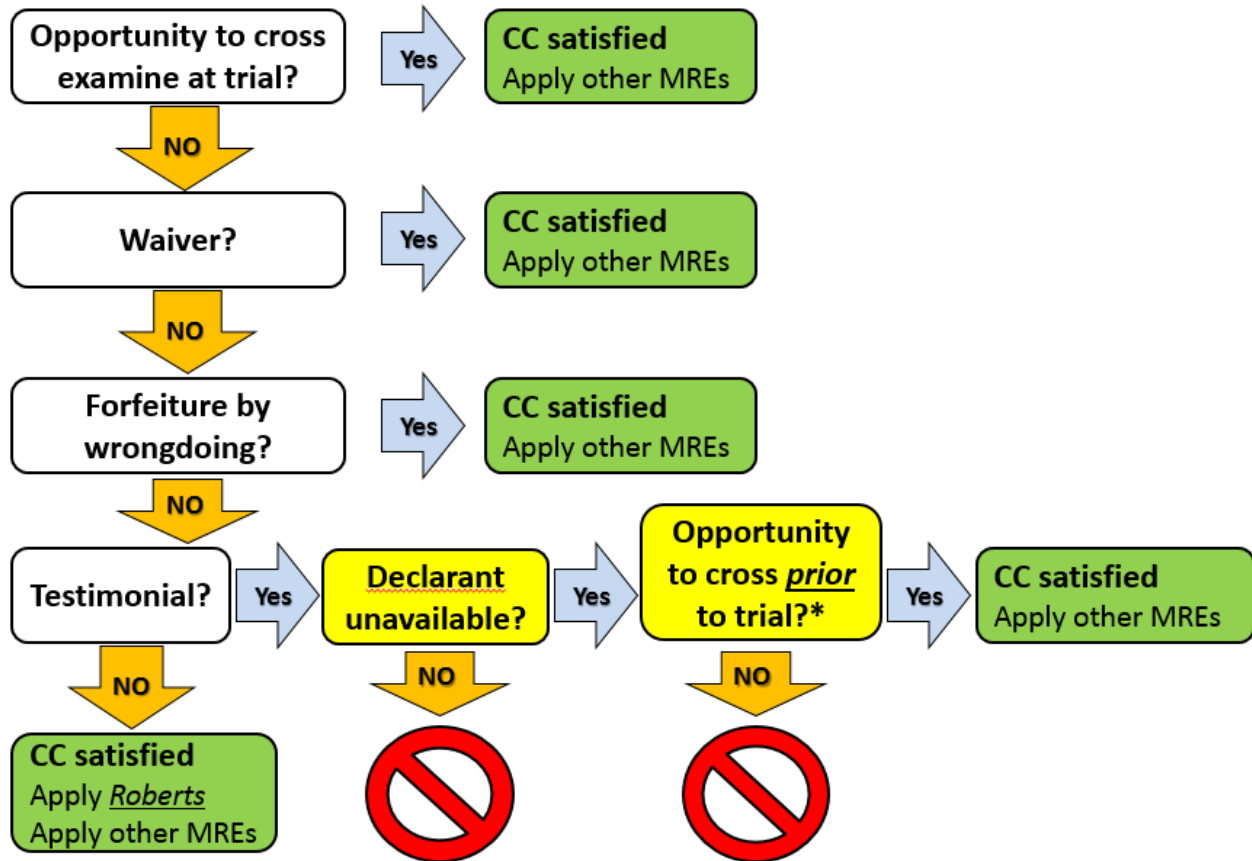 Opportunity to cross
examine at trial?
Yes
CC satisfied
Apply other MREs
NO
Waiver?
Yes
CC satisfied
Apply other MREs
NO
Forfeiture by
wrongdoing?
Yes
CC satisfied
Apply other MREs
NO
Testimonial?
Yes
Declarant
unavailable?
Yes
Opportunity
to cross prior
to trial?*
Yes
CC satisfied
Apply other MREs
NO
NO
NO
CC satisfied
Apply Roberts
Apply other MREs